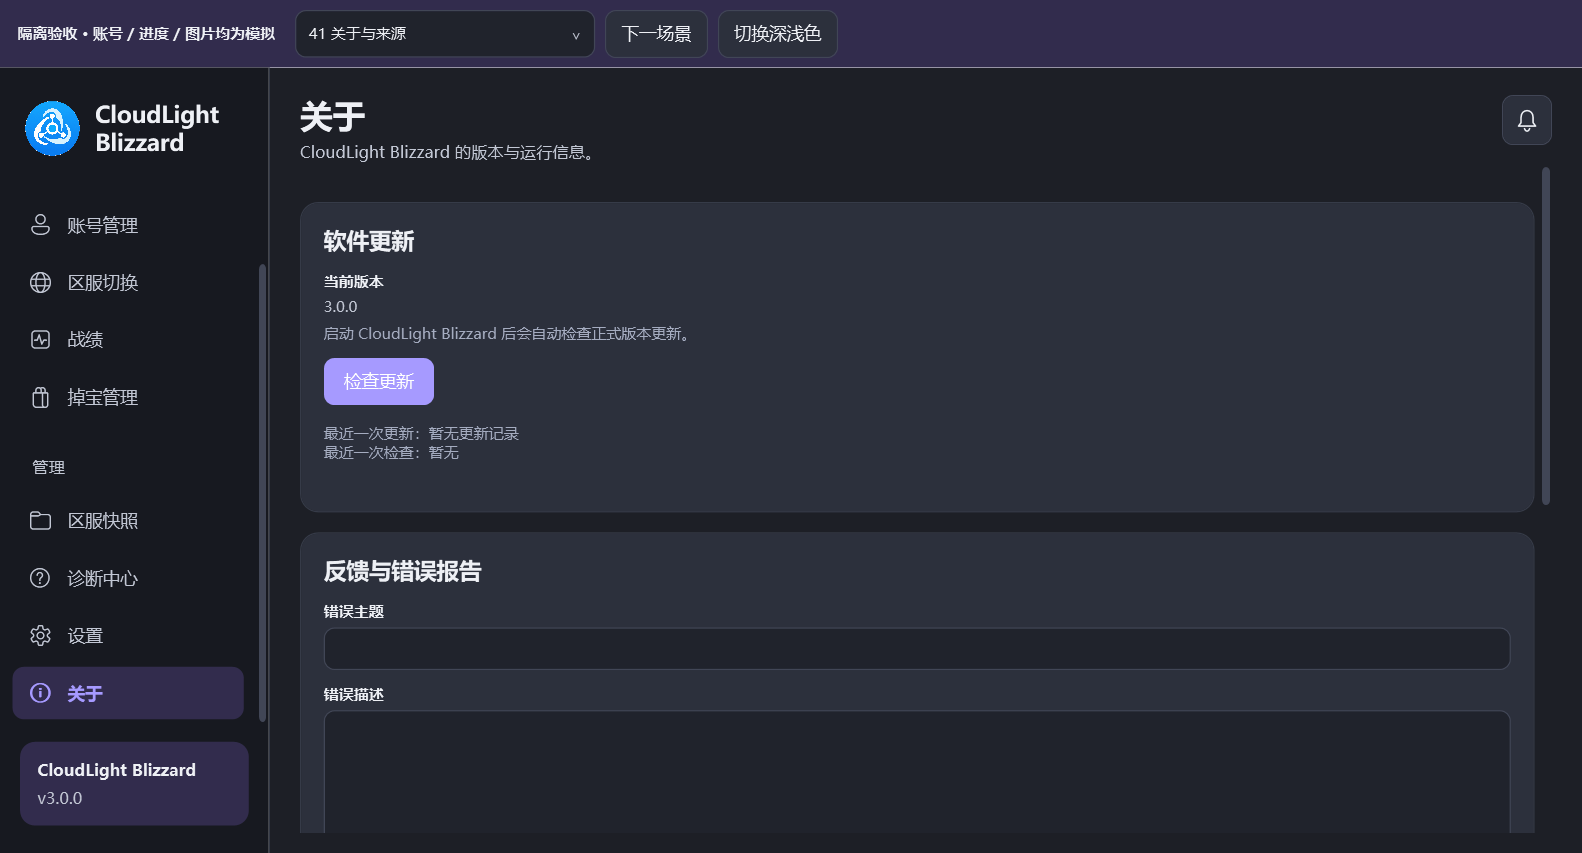 隔离验收 • 账号 / 进度 / 图片均为模拟
41 关于与来源
下一场景
切换深浅色
CloudLight
Blizzard
账号管理
区服切换
战绩
掉宝管理
管理
区服快照
诊断中心
设置
关于
CloudLight Blizzard
v3.0.0
关于
CloudLight Blizzard 的版本与运行信息。
软件更新
当前版本
3.0.0
启动 CloudLight Blizzard 后会自动检查正式版本更新。
检查更新
最近一次更新：暂无更新记录
最近一次检查：暂无
反馈与错误报告
错误主题
错误描述